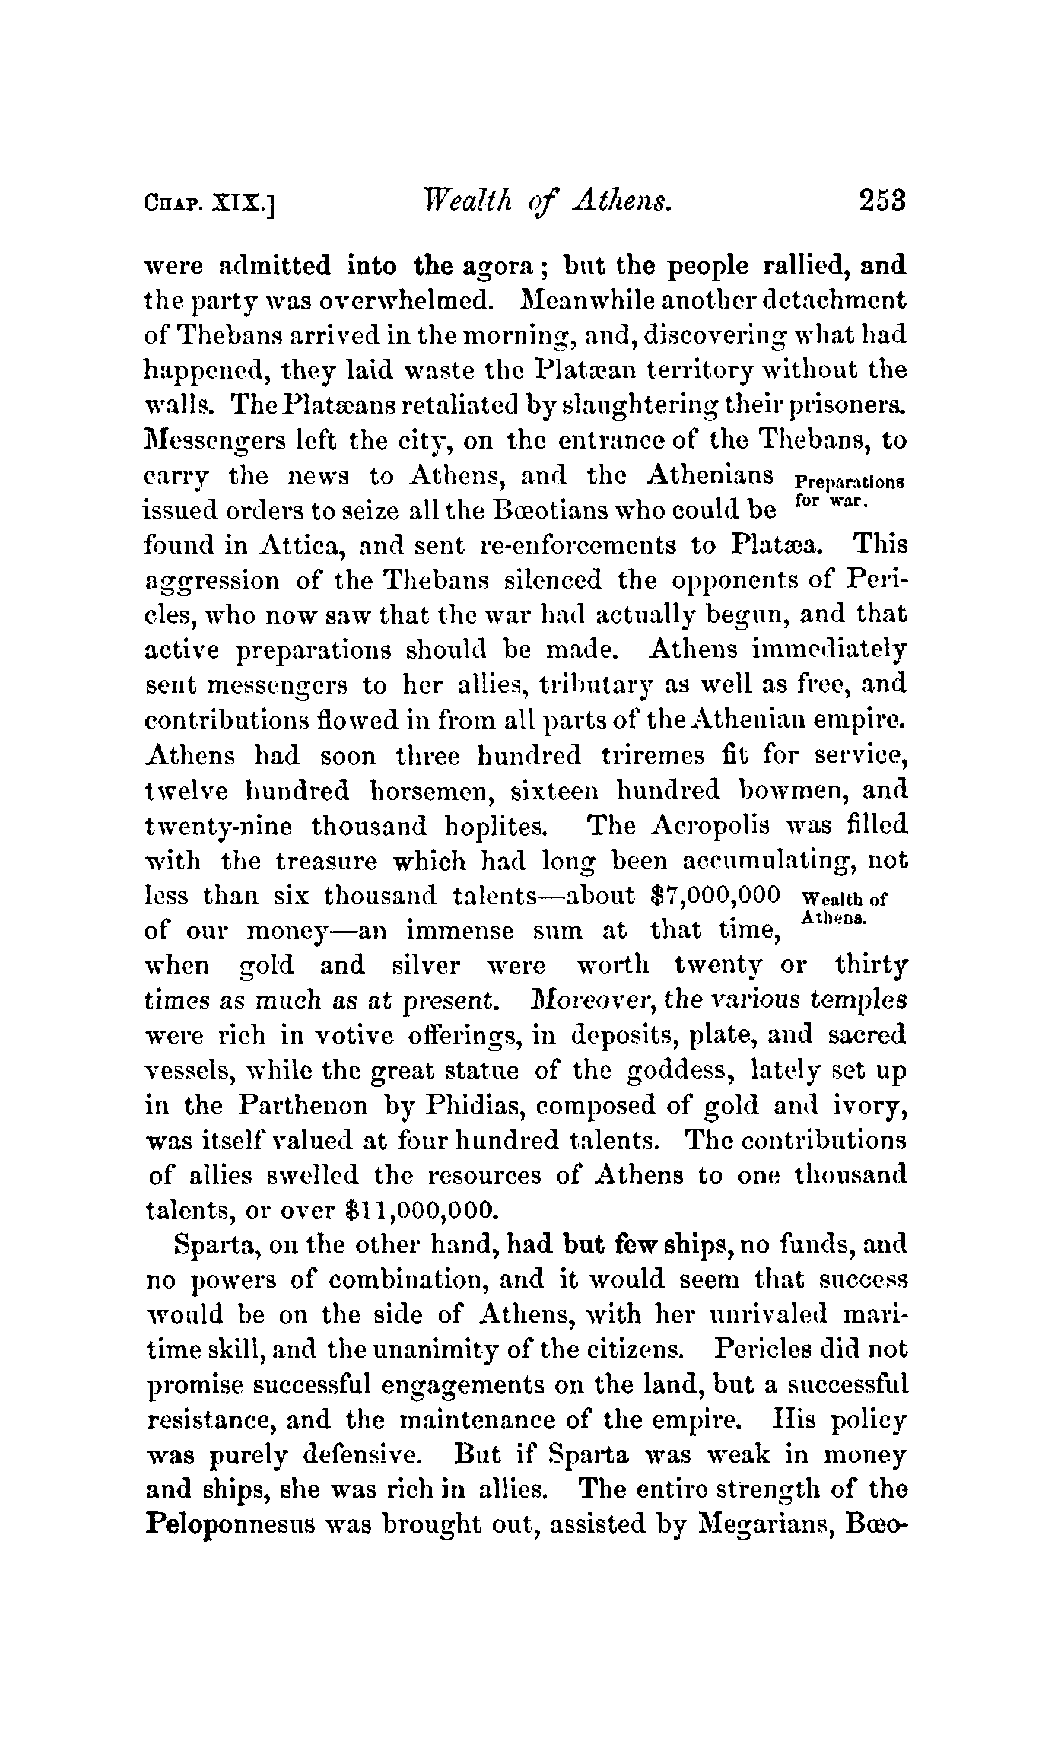 CHAP. XIX.] Wealth of Athens. 253
were admitted into the agora; but the people rallied, and
the party was overwhelmed. Meanwhile another detachment
of Thebans arrived in the morning, and, discovering what had
happened, they laid waste the Platæan territory without the
walls. The Platæans retaliated by slaughtering their prisoners.
Messengers left the city, on the entrance of the Thebans, to
carry the news to Athens, and the Athenians
Preparations
for war.
issued orders to seize all the Bœotians who could be
found in Attica, and sent re-enforcements to Platæa. This
aggression of the Thebans silenced the opponents of Peri-
cles, who now saw that the war had actually begun, and that
active preparations should be made. Athens immediately
sent messengers to her allies, tributary as well as free, and
contributions flowed in from all parts of the Athenian empire.
Athens had soon three hundred triremes fit for service,
twelve hundred horsemen, sixteen hundred bowmen, and
twenty-nine thousand hoplites. The Acropolis was filled
with the treasure which had long been accumulating, not
less than six thousand talents—about $7,000,000
Wealth of
Athens.
of our money—an immense sum at that time,
when gold and silver were worth twenty or thirty
times as much as at present. Moreover, the various temples
were rich in votive offerings, in deposits, plate, and sacred
vessels, while the great statue of the goddess, lately set up
in the Parthenon by Phidias, composed of gold and ivory,
was itself valued at four hundred talents. The contributions
of allies swelled the resources of Athens to one thousand
talents, or over $11,000,000.
Sparta, on the other hand, had but few ships, no funds, and
no powers of combination, and it would seem that success
would be on the side of Athens, with her unrivaled mari-
time skill, and the unanimity of the citizens. Pericles did not
promise successful engagements on the land, but a successful
resistance, and the maintenance of the empire. His policy
was purely defensive. But if Sparta was weak in money
and ships, she was rich in allies. The entire strength of the
Peloponnesus was brought out, assisted by Megarians, Bœo-